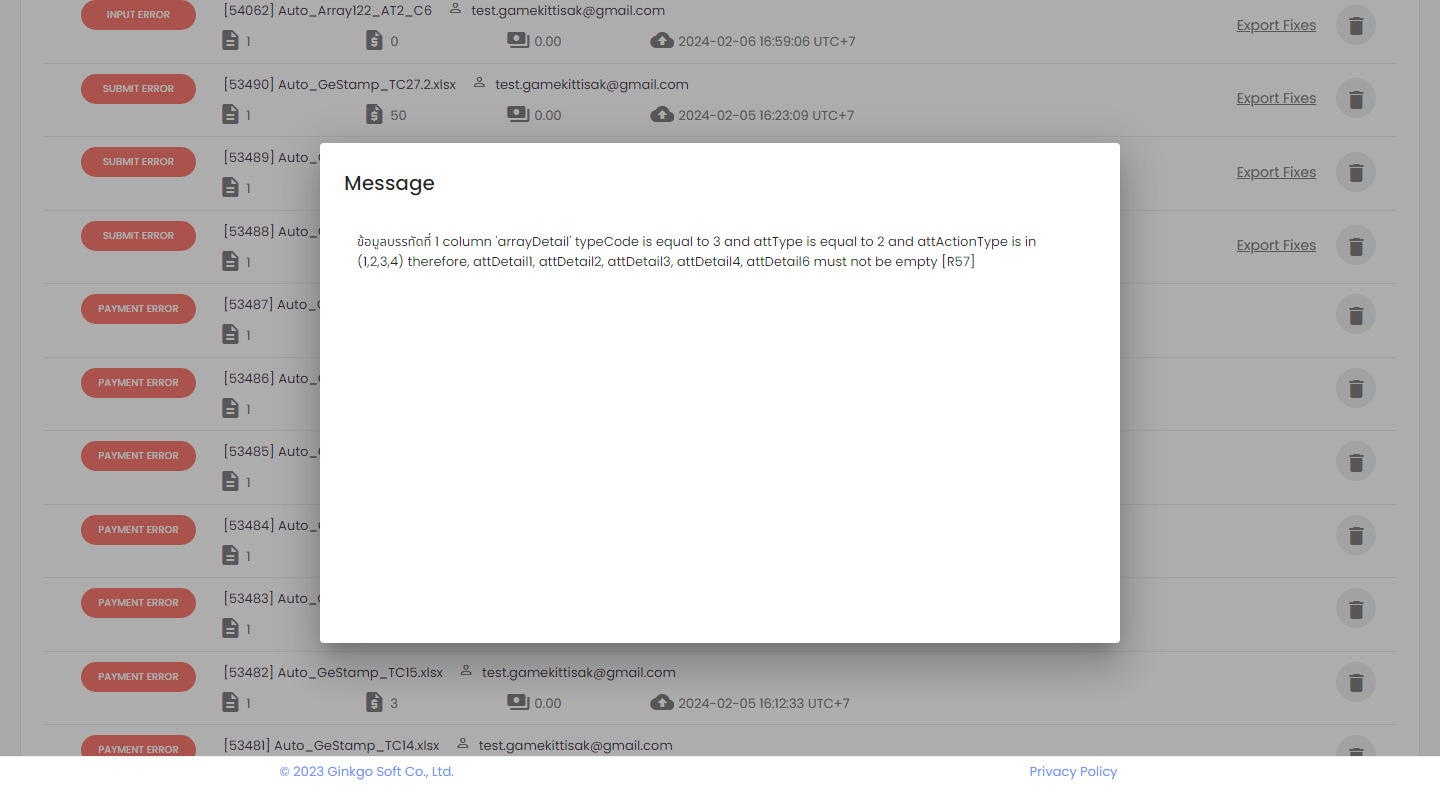 INPUT ERROR [54062] Auto_Array122_AT2_C6 test.gamekittisak@gmail.com
1 0 0.00 2024-02-06 16:59:06 UTC+7 Export Fixes
SUBMIT ERROR [53490] Auto_GeStamp_TC27.2.xlsx test.gamekittisak@gmail.com
1 50 0.00 2024-02-05 16:23:09 UTC+7 Export Fixes
SUBMIT ERROR [53489] Auto_
1 Export Fixes
Message
SUBMIT ERROR [53488] Auto_
1 Export Fixes
ข้อมูลบรรทัดที่ 1 column 'arrayDetail' typeCode is equal to 3 and attType is equal to 2 and attActionType is in
(1,2,3,4) therefore, attDetail1, attDetail2, attDetail3, attDetail4, attDetail6 must not be empty [R57]
PAYMENT ERROR [53487] Auto_
1
PAYMENT ERROR [53486] Auto_
1
PAYMENT ERROR [53485] Auto_
1
PAYMENT ERROR [53484] Auto_
1
PAYMENT ERROR [53483] Auto_
1
PAYMENT ERROR [53482] Auto_GeStamp_TC15.xlsx test.gamekittisak@gmail.com
1 3 0.00 2024-02-05 16:12:33 UTC+7
PAYMENT ERROR [53481] Auto_GeStamp_TC14.xlsx test.gamekittisak@gmail.com
© 2023 Ginkgo Soft Co., Ltd. Privacy Policy